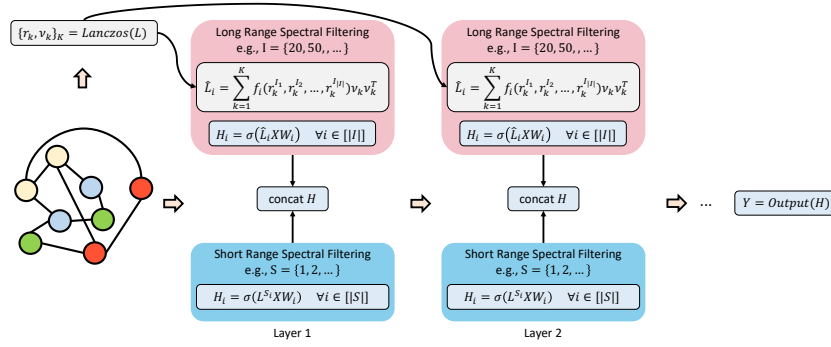 {r_k, v_k}_K = Lanczos(L)
Long Range Spectral Filtering
e.g., I = {20, 50, , … }
L̂_i = ∑_{k=1}^{K} f_i(r_k^{I_1}, r_k^{I_2}, … , r_k^{I_{|I|}}) v_k v_k^T
H_i = σ(L̂_i X W_i) ∀i ∈ [|I|]
concat H
Short Range Spectral Filtering
e.g., S = {1, 2, … }
H_i = σ(L^{S_i} X W_i) ∀i ∈ [|S|]
Layer 1
Long Range Spectral Filtering
e.g., I = {20, 50, , … }
L̂_i = ∑_{k=1}^{K} f_i(r_k^{I_1}, r_k^{I_2}, … , r_k^{I_{|I|}}) v_k v_k^T
H_i = σ(L̂_i X W_i) ∀i ∈ [|I|]
concat H
Short Range Spectral Filtering
e.g., S = {1, 2, … }
H_i = σ(L^{S_i} X W_i) ∀i ∈ [|S|]
Layer 2
…
Y = Output(H)